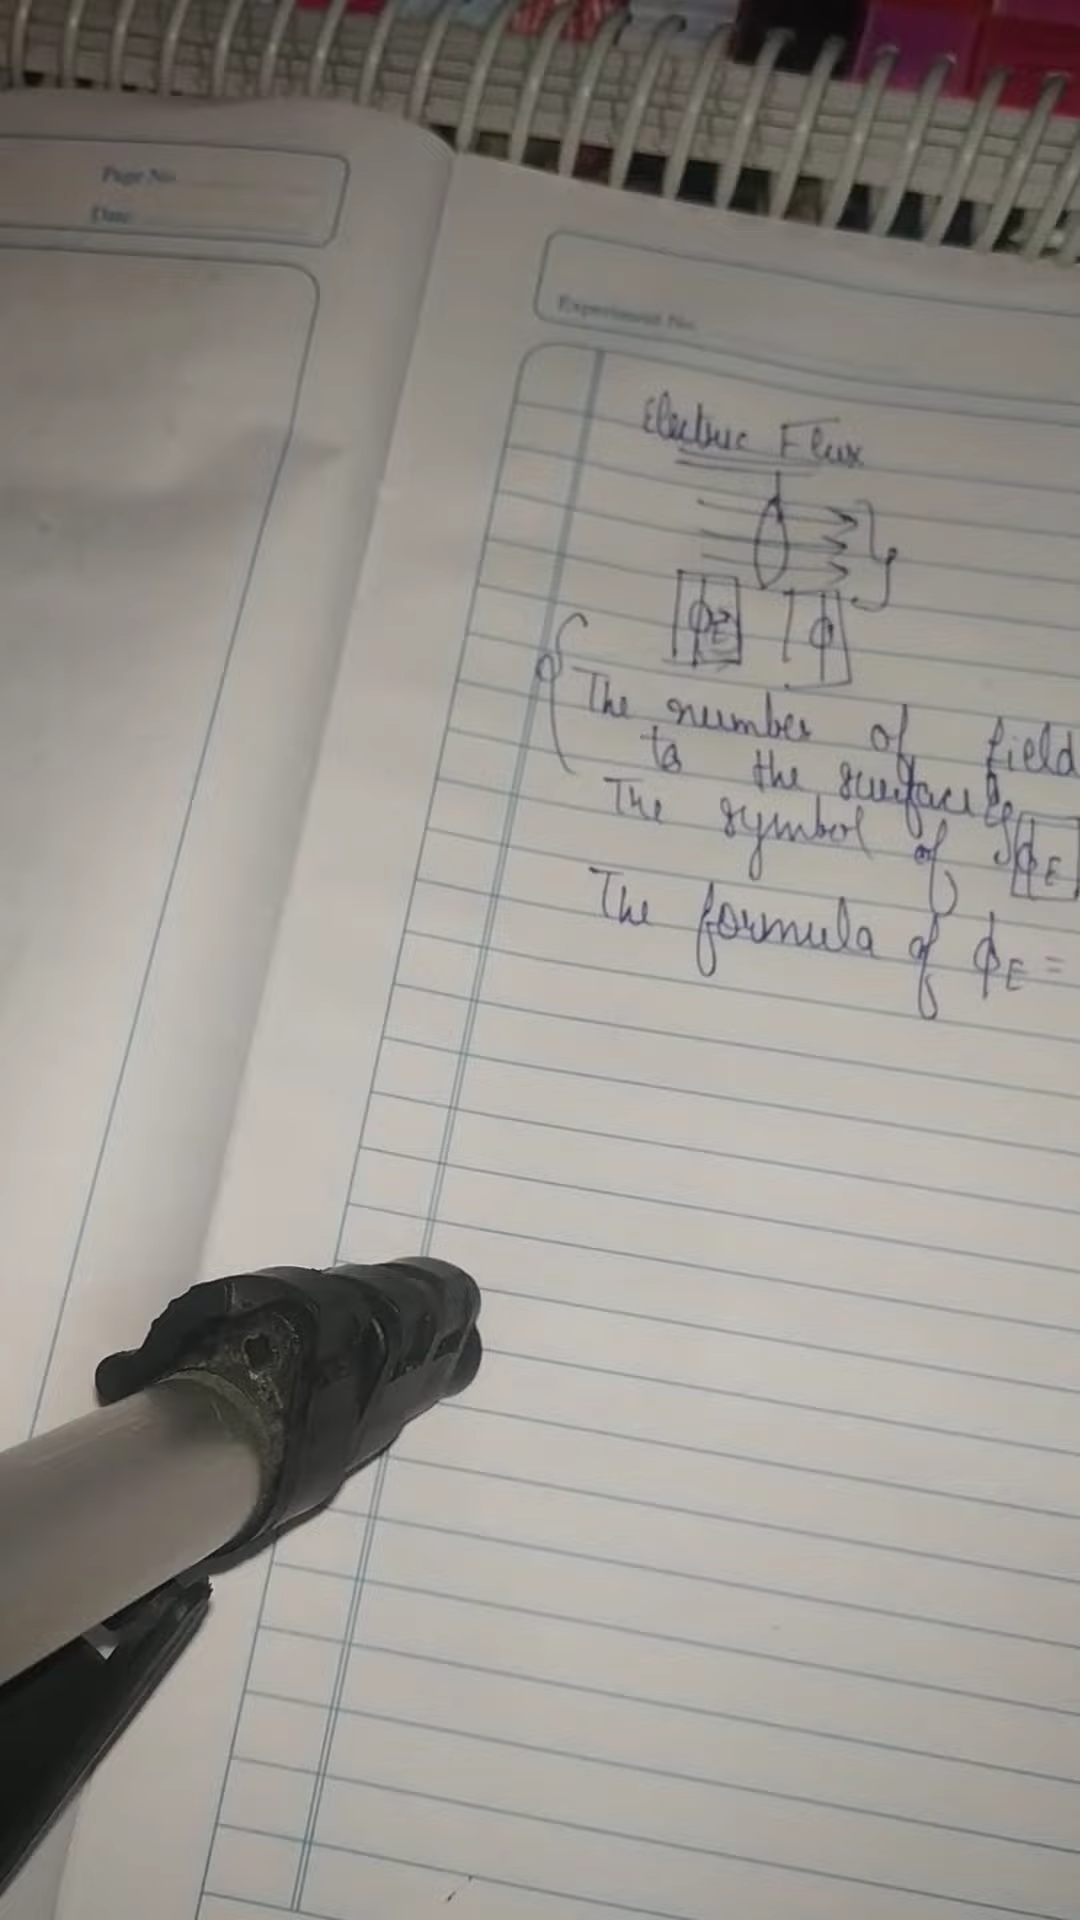 Page No.
Date
Experiment No.
Electric Flux
ϕE ϕ
The number of field
to the surface
The symbol of ϕE
The formula of ϕE =